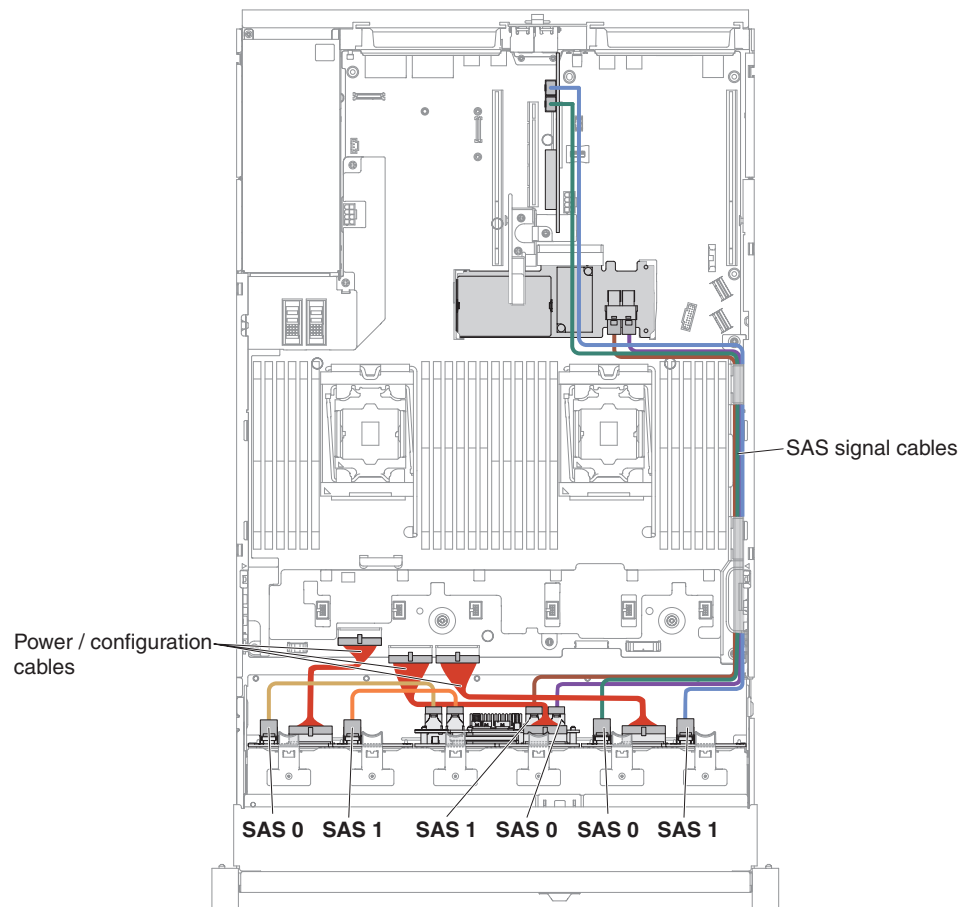 SAS signal cables
Power / configuration
cables
SAS 0 SAS 1 SAS 1 SAS 0 SAS 0 SAS 1